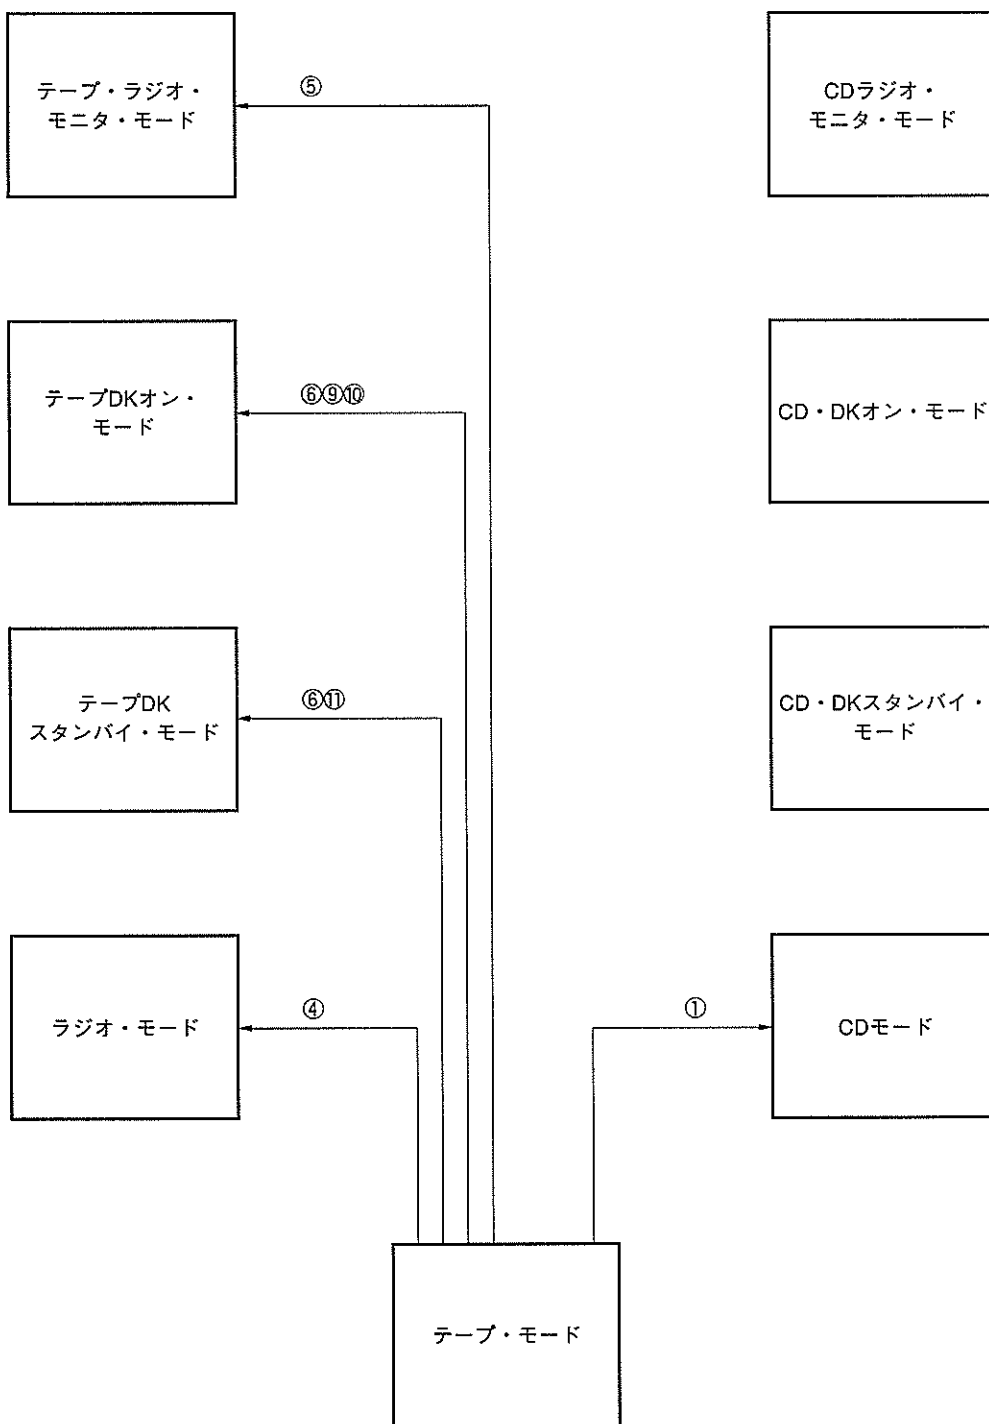 テープ・ラジオ・
モニタ・モード
⑤
CDラジオ・
モニタ・モード
テープDKオン・
モード
⑥⑨⑩
CD・DKオン・モード
テープDK
スタンバイ・モード
⑥⑪
CD・DKスタンバイ・
モード
ラジオ・モード
④
①
CDモード
テープ・モード